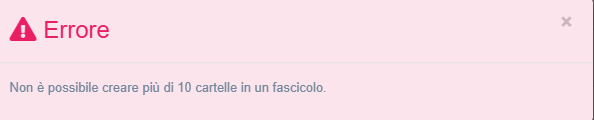 Errore
Non è possibile creare più di 10 cartelle in un fascicolo.